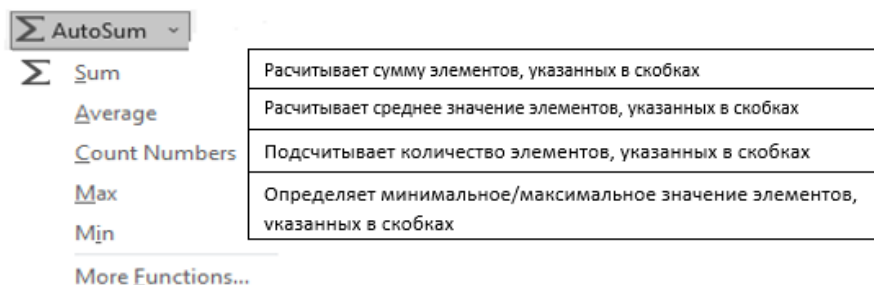 Σ AutoSum
Σ Sum
Расчитывает сумму элементов, указанных в скобках
Average
Расчитывает среднее значение элементов, указанных в скобках
Count Numbers
Подсчитывает количество элементов, указанных в скобках
Max
Определяет минимальное/максимальное значение элементов,
указанных в скобках
Min
More Functions...